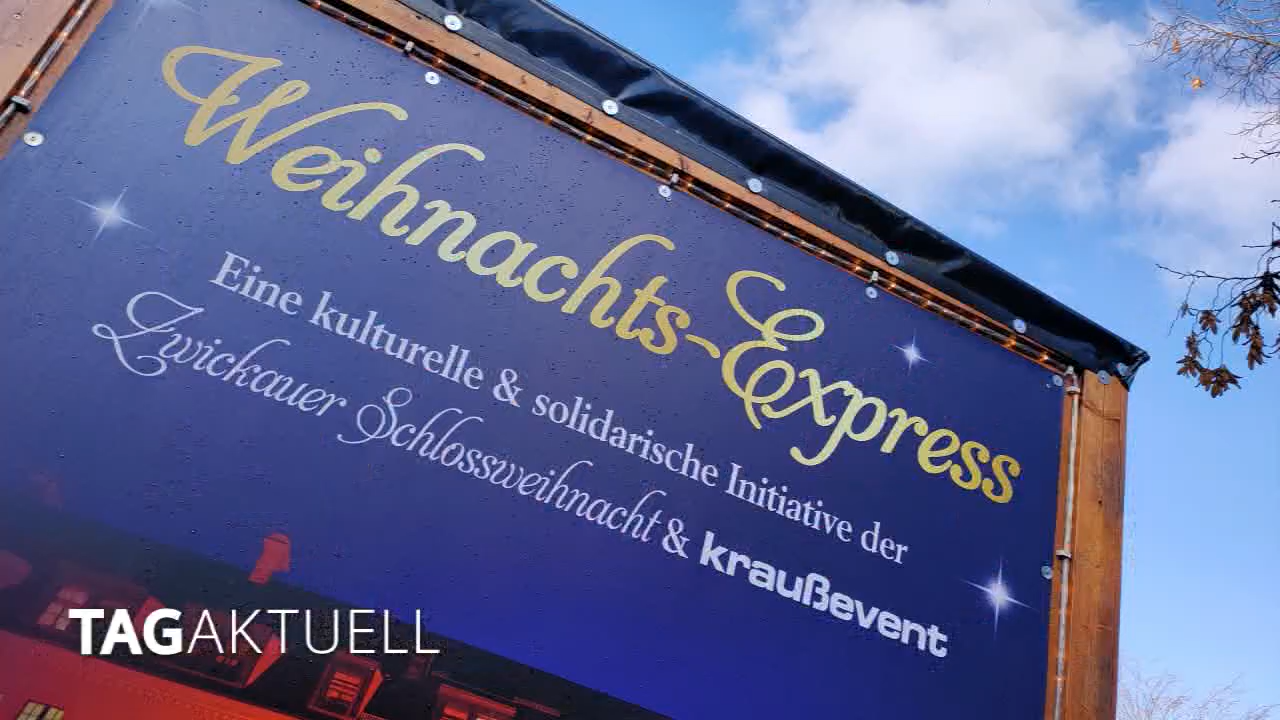 Weihnachts-Express
Eine kulturelle & solidarische Initiative der
Zwickauer Schlossweihnacht & kraußevent
TAGAKTUELL